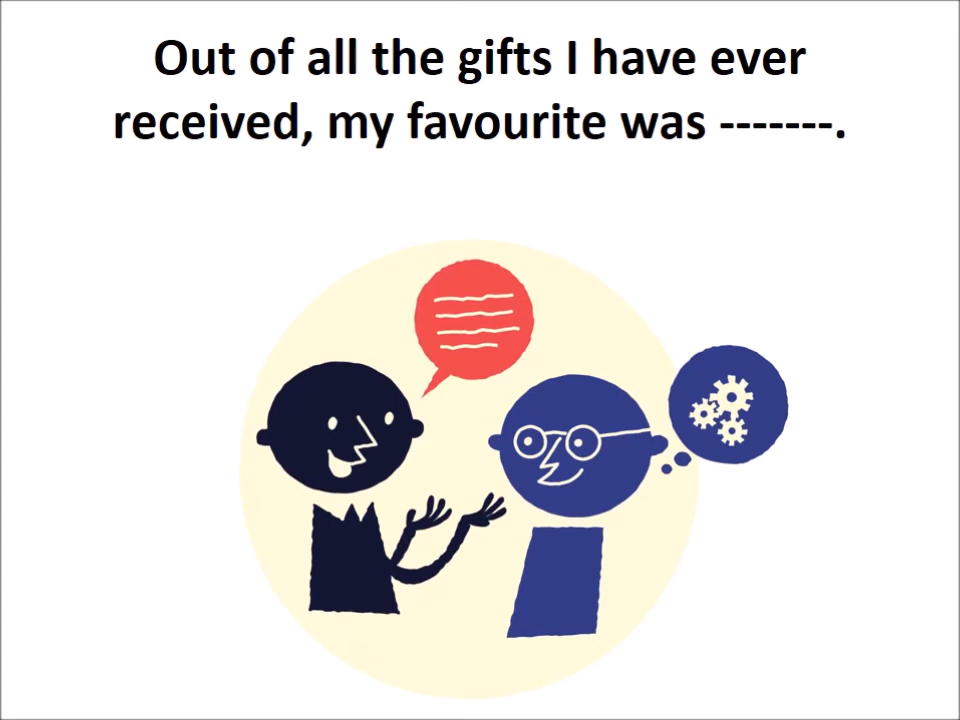 Out of all the gifts I have ever
received, my favourite was -------.